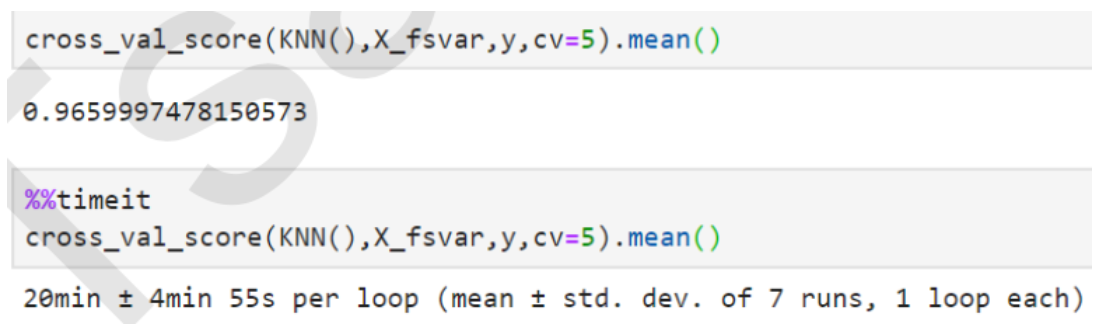 cross_val_score(KNN(),X_fsvar,y,cv=5).mean()
0.96599997478150573
%%timeit
cross_val_score(KNN(),X_fsvar,y,cv=5).mean()
20min ± 4min 55s per loop (mean ± std. dev. of 7 runs, 1 loop each)